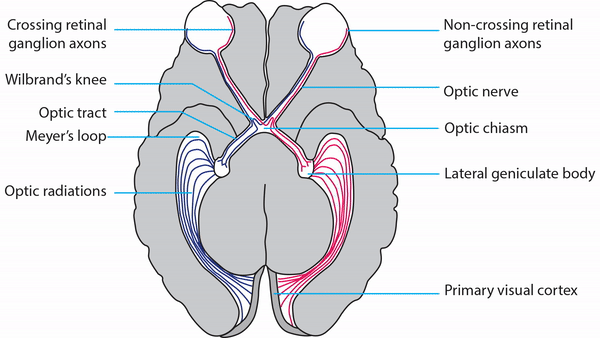 Crossing retinal
ganglion axons
Wilbrand's knee
Optic tract
Meyer's loop
Optic radiations
Non-crossing retinal
ganglion axons
Optic nerve
Optic chiasm
Lateral geniculate body
Primary visual cortex